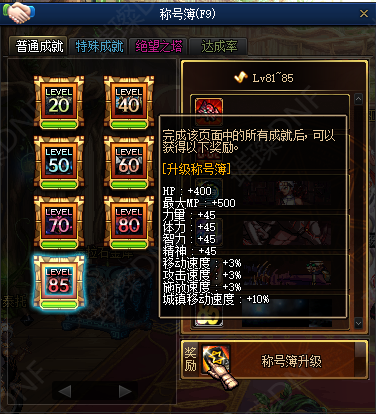 称号簿(F9)
普通成就 特殊成就 绝望之塔 达成率
Lv81~85
LEVEL 20
LEVEL 40
LEVEL 50
LEVEL 60
LEVEL 70
LEVEL 80
LEVEL 85
完成该页面中的所有成就后, 可以
获得以下奖励。
[升级称号簿]
HP : +400
最大MP : +500
力量 : +45
体力 : +45
智力 : +45
精神 : +45
移动速度 : +3%
攻击速度 : +3%
施放速度 : +3%
城镇移动速度 : +10%
奖励
称号簿升级